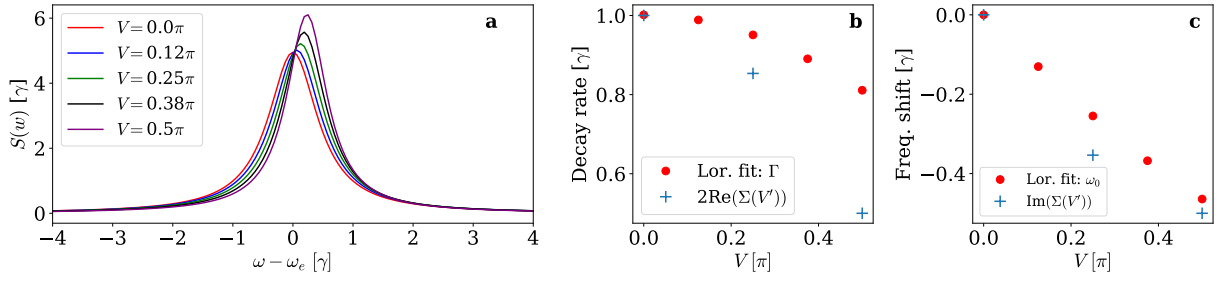 a
V = 0.0π
V = 0.12π
V = 0.25π
V = 0.38π
V = 0.5π
S(w) [γ]
6
4
2
0
−4
−3
−2
−1
0
1
2
3
4
ω − ωₑ [γ]
b
Decay rate [γ]
1.0
0.8
0.6
Lor. fit: Γ
2Re(Σ(V′))
0.0
0.2
0.4
V [π]
c
Freq. shift [γ]
0.0
−0.2
−0.4
Lor. fit: ω₀
Im(Σ(V′))
0.0
0.2
0.4
V [π]